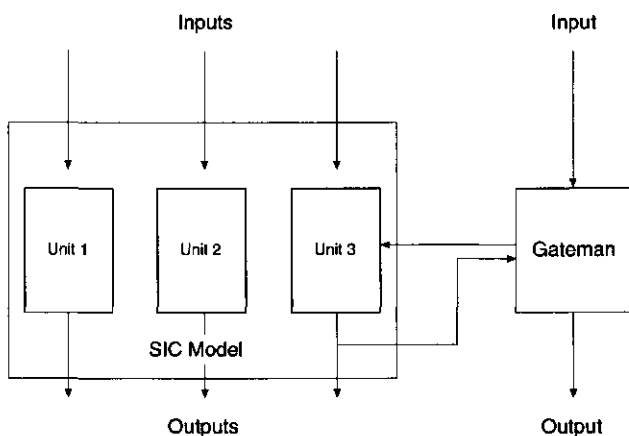 Inputs
Input
Unit 1
Unit 2
Unit 3
Gateman
SIC Model
Outputs
Output